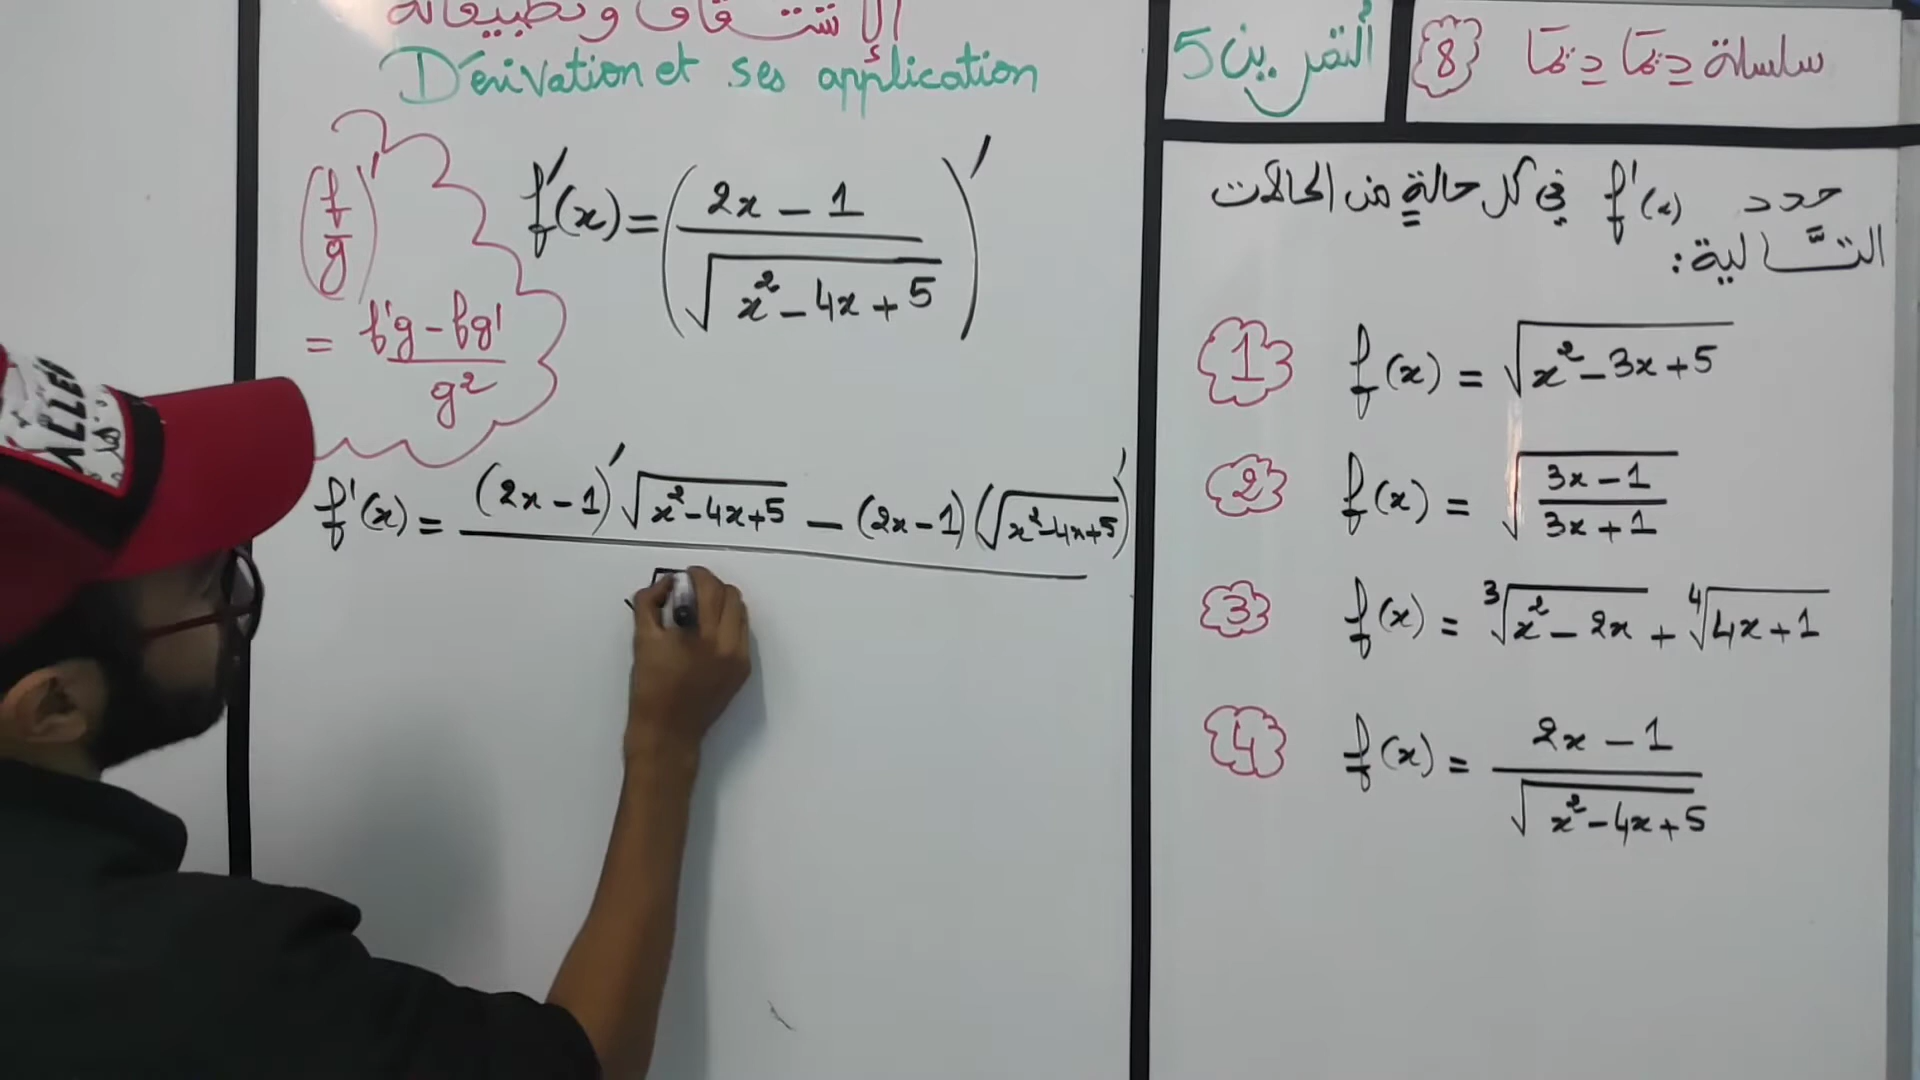 الإشتقاق وتطبيقاته
Dérivation et ses application
(f/g)' = (f'g - fg')/g²
f'(x) = ((2x - 1)/√(x² - 4x + 5))'
f'(x) = ((2x - 1)' √(x² - 4x + 5) - (2x - 1)(√(x² - 4x + 5))')/√
التمرين 5
سلسلة 8
حدد f'(x) في كل حالة من الحالات
التالية:
1 f(x) = √(x² - 3x + 5)
2 f(x) = √((3x - 1)/(3x + 1))
3 f(x) = ³√(x² - 2x) + ⁴√(4x + 1)
4 f(x) = (2x - 1)/√(x² - 4x + 5)